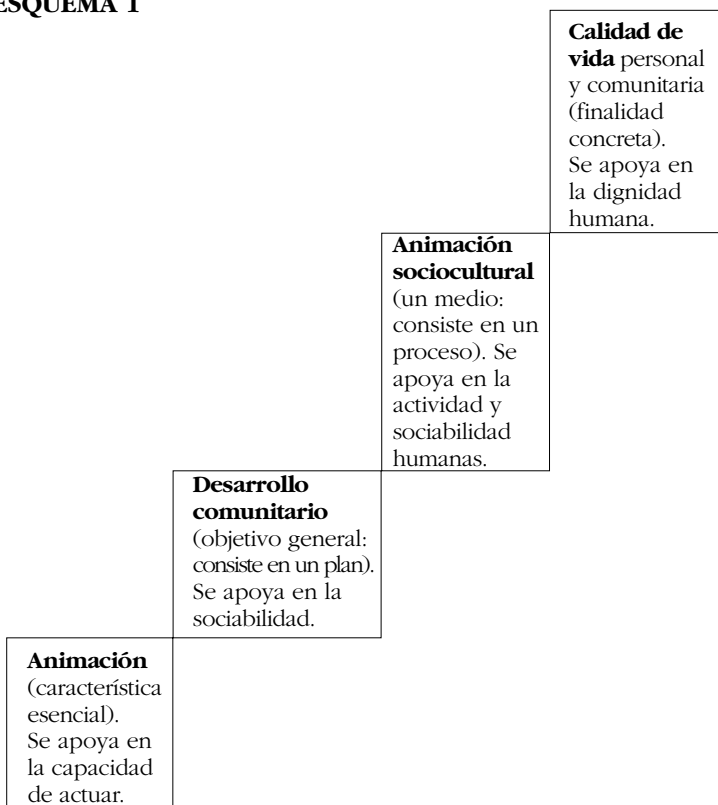 ESQUEMA 1
Calidad de
vida personal
y comunitaria
(finalidad
concreta).
Se apoya en
la dignidad
humana.
Animación
sociocultural
(un medio:
consiste en un
proceso). Se
apoya en la
actividad y
sociabilidad
humanas.
Desarrollo
comunitario
(objetivo general:
consiste en un plan).
Se apoya en la
sociabilidad.
Animación
(característica
esencial).
Se apoya en
la capacidad
de actuar.